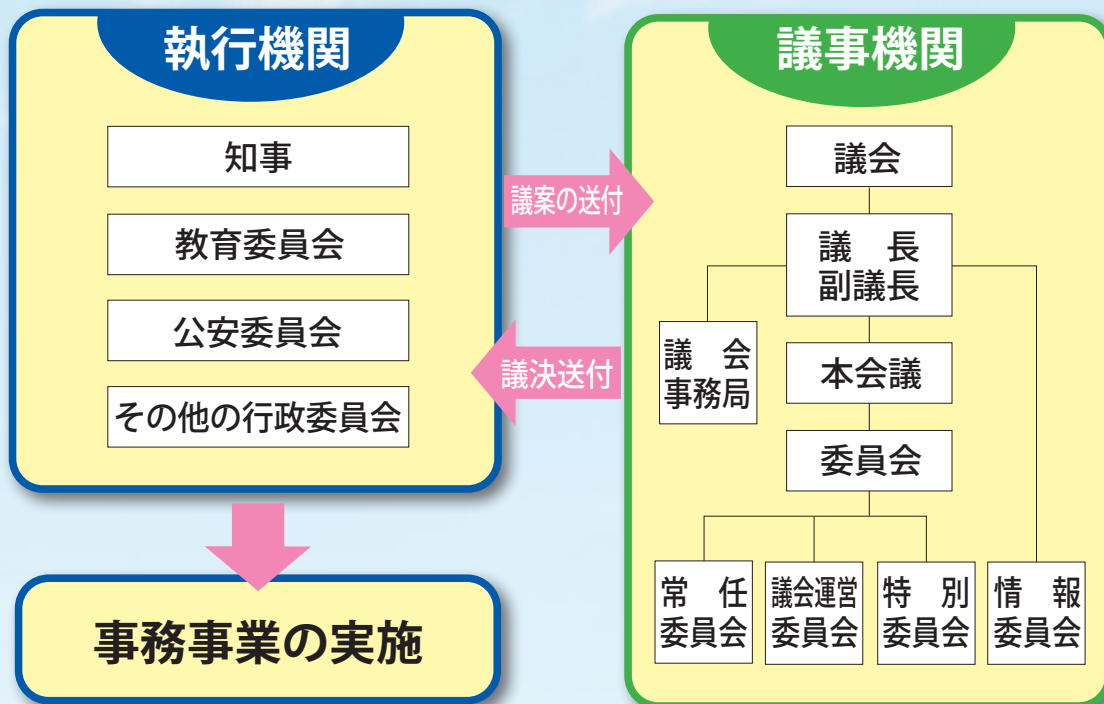 執行機関
知事
教育委員会
公安委員会
その他の行政委員会
議案の送付
議決送付
事務事業の実施
議事機関
議会
議　長
副議長
議　会
事務局
本会議
委員会
常　任
委員会
議会運営
委員会
特　別
委員会
情　報
委員会